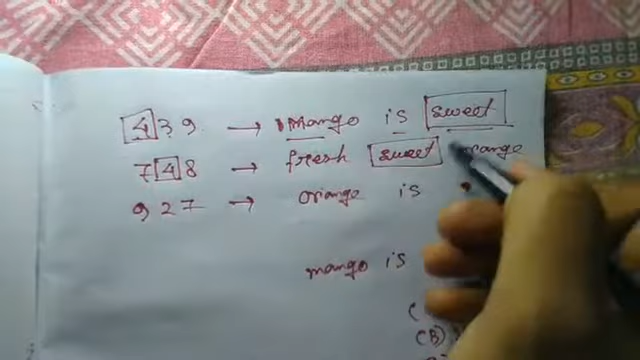 439 → mango is sweet
748 → fresh sweet orange
927 → orange is
mango is
(B)